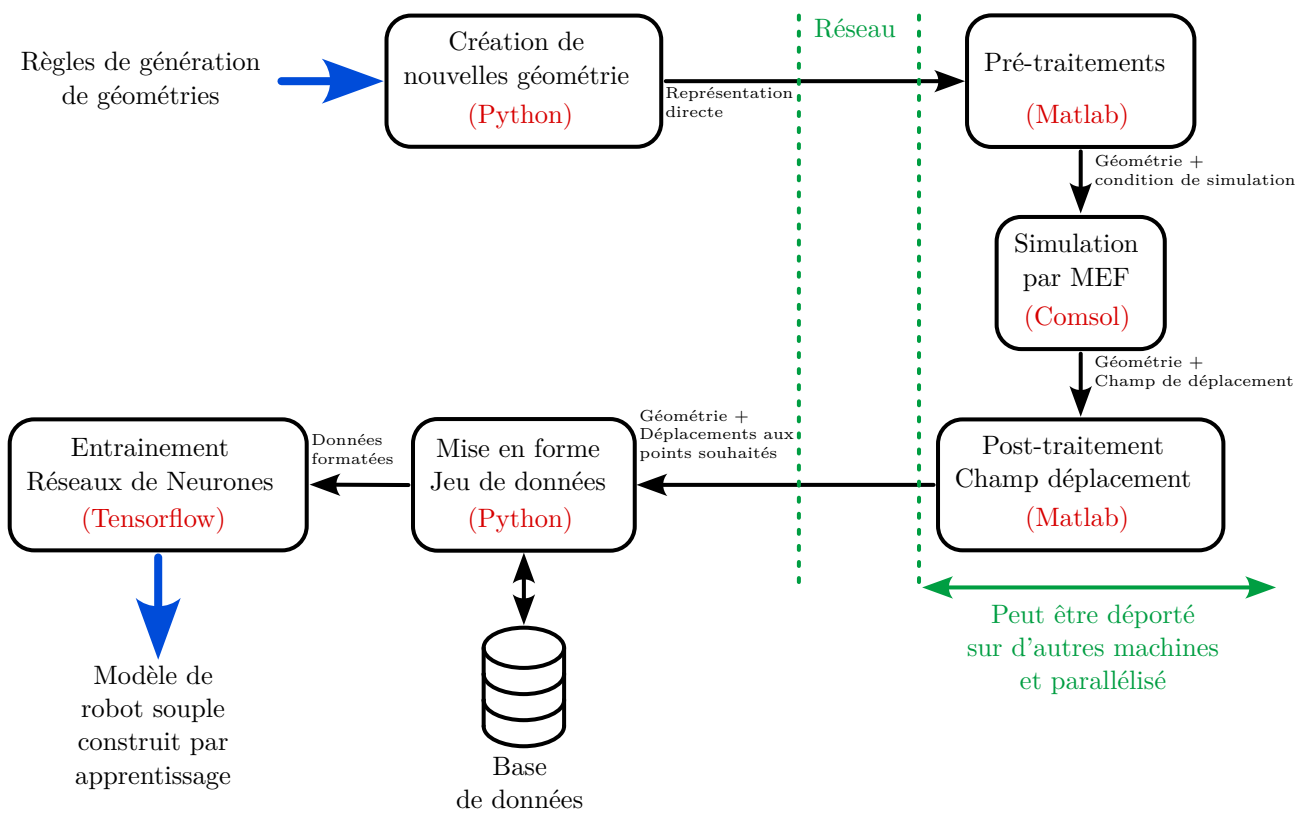 Règles de génération
de géométries
Création de
nouvelles géométrie
(Python)
Représentation
directe
Réseau
Pré-traitements
(Matlab)
Géométrie +
condition de simulation
Simulation
par MEF
(Comsol)
Géométrie +
Champ de déplacement
Post-traitement
Champ déplacement
(Matlab)
Géométrie +
Déplacements aux
points souhaités
Mise en forme
Jeu de données
(Python)
Données
formatées
Entrainement
Réseaux de Neurones
(Tensorflow)
Peut être déporté
sur d'autres machines
et parallélisé
Modèle de
robot souple
construit par
apprentissage
Base
de données